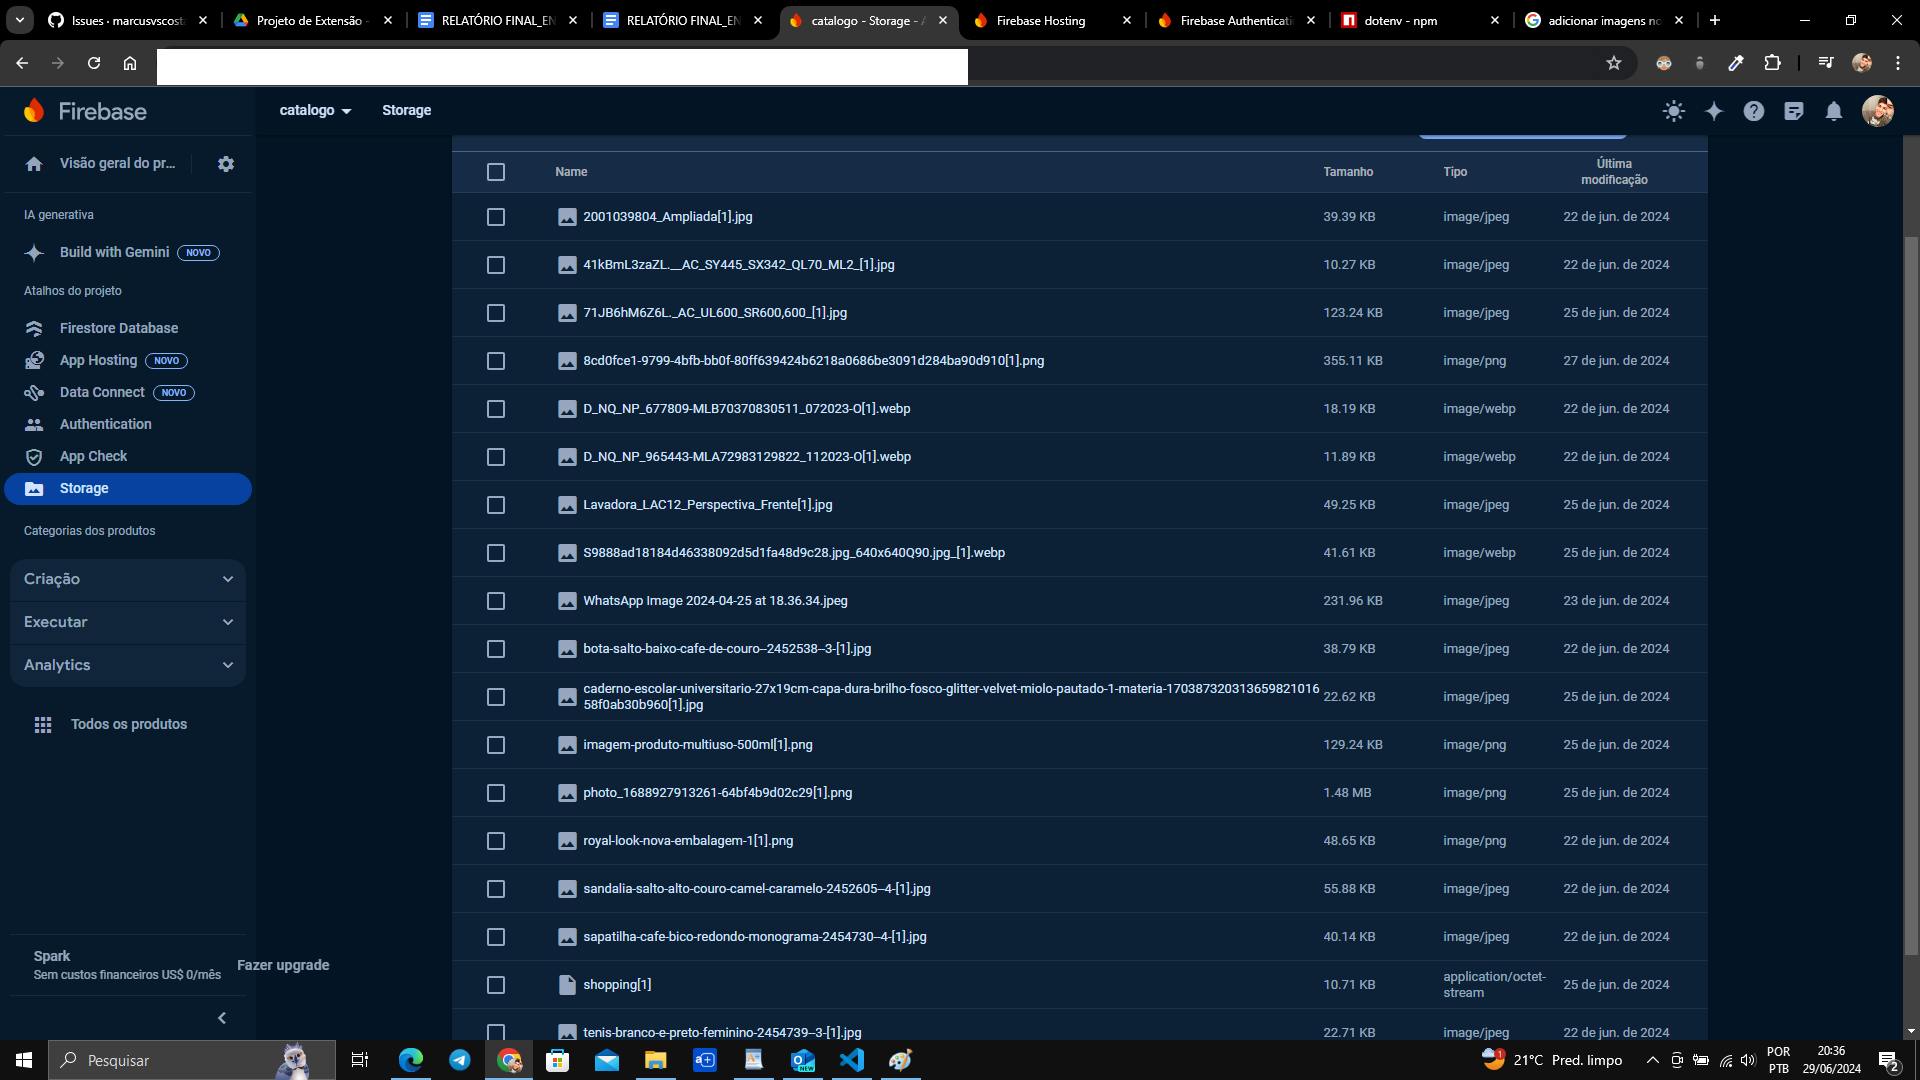 Issues · marcusvscosta
Projeto de Extensão -
RELATÓRIO FINAL_EN
RELATÓRIO FINAL_EN
catalogo - Storage - A
Firebase Hosting
Firebase Authenticati
dotenv - npm
adicionar imagens no
Firebase
catalogo
Storage
Visão geral do pr...
IA generativa
Build with Gemini NOVO
Atalhos do projeto
Firestore Database
App Hosting NOVO
Data Connect NOVO
Authentication
App Check
Storage
Categorias dos produtos
Criação
Executar
Analytics
Todos os produtos
Spark
Sem custos financeiros US$ 0/mês
Fazer upgrade
Name Tamanho Tipo Última modificação
2001039804_Ampliada[1].jpg 39.39 KB image/jpeg 22 de jun. de 2024
41kBmL3zaZL.__AC_SY445_SX342_QL70_ML2_[1].jpg 10.27 KB image/jpeg 22 de jun. de 2024
71JB6hM6Z6L._AC_UL600_SR600,600_[1].jpg 123.24 KB image/jpeg 25 de jun. de 2024
8cd0fce1-9799-4bfb-bb0f-80ff639424b6218a0686be3091d284ba90d910[1].png 355.11 KB image/png 27 de jun. de 2024
D_NQ_NP_677809-MLB70370830511_072023-O[1].webp 18.19 KB image/webp 22 de jun. de 2024
D_NQ_NP_965443-MLA72983129822_112023-O[1].webp 11.89 KB image/webp 22 de jun. de 2024
Lavadora_LAC12_Perspectiva_Frente[1].jpg 49.25 KB image/jpeg 25 de jun. de 2024
S9888ad18184d46338092d5d1fa48d9c28.jpg_640x640Q90.jpg_[1].webp 41.61 KB image/webp 25 de jun. de 2024
WhatsApp Image 2024-04-25 at 18.36.34.jpeg 231.96 KB image/jpeg 23 de jun. de 2024
bota-salto-baixo-cafe-de-couro--2452538--3-[1].jpg 38.79 KB image/jpeg 22 de jun. de 2024
caderno-escolar-universitario-27x19cm-capa-dura-brilho-fosco-glitter-velvet-miolo-pautado-1-materia-170387320313659821016
58f0ab30b960[1].jpg 22.62 KB image/jpeg 25 de jun. de 2024
imagem-produto-multiuso-500ml[1].png 129.24 KB image/png 25 de jun. de 2024
photo_1688927913261-64bf4b9d02c29[1].png 1.48 MB image/png 25 de jun. de 2024
royal-look-nova-embalagem-1[1].png 48.65 KB image/png 22 de jun. de 2024
sandalia-salto-alto-couro-camel-caramelo-2452605--4-[1].jpg 55.88 KB image/jpeg 22 de jun. de 2024
sapatilha-cafe-bico-redondo-monograma-2454730--4-[1].jpg 40.14 KB image/jpeg 22 de jun. de 2024
shopping[1] 10.71 KB application/octet-stream 25 de jun. de 2024
tenis-branco-e-preto-feminino-2454739--3-[1].jpg 22.71 KB image/jpeg 22 de jun. de 2024
Pesquisar
NEW
1
21°C Pred. limpo
POR
PTB
20:36
29/06/2024
2